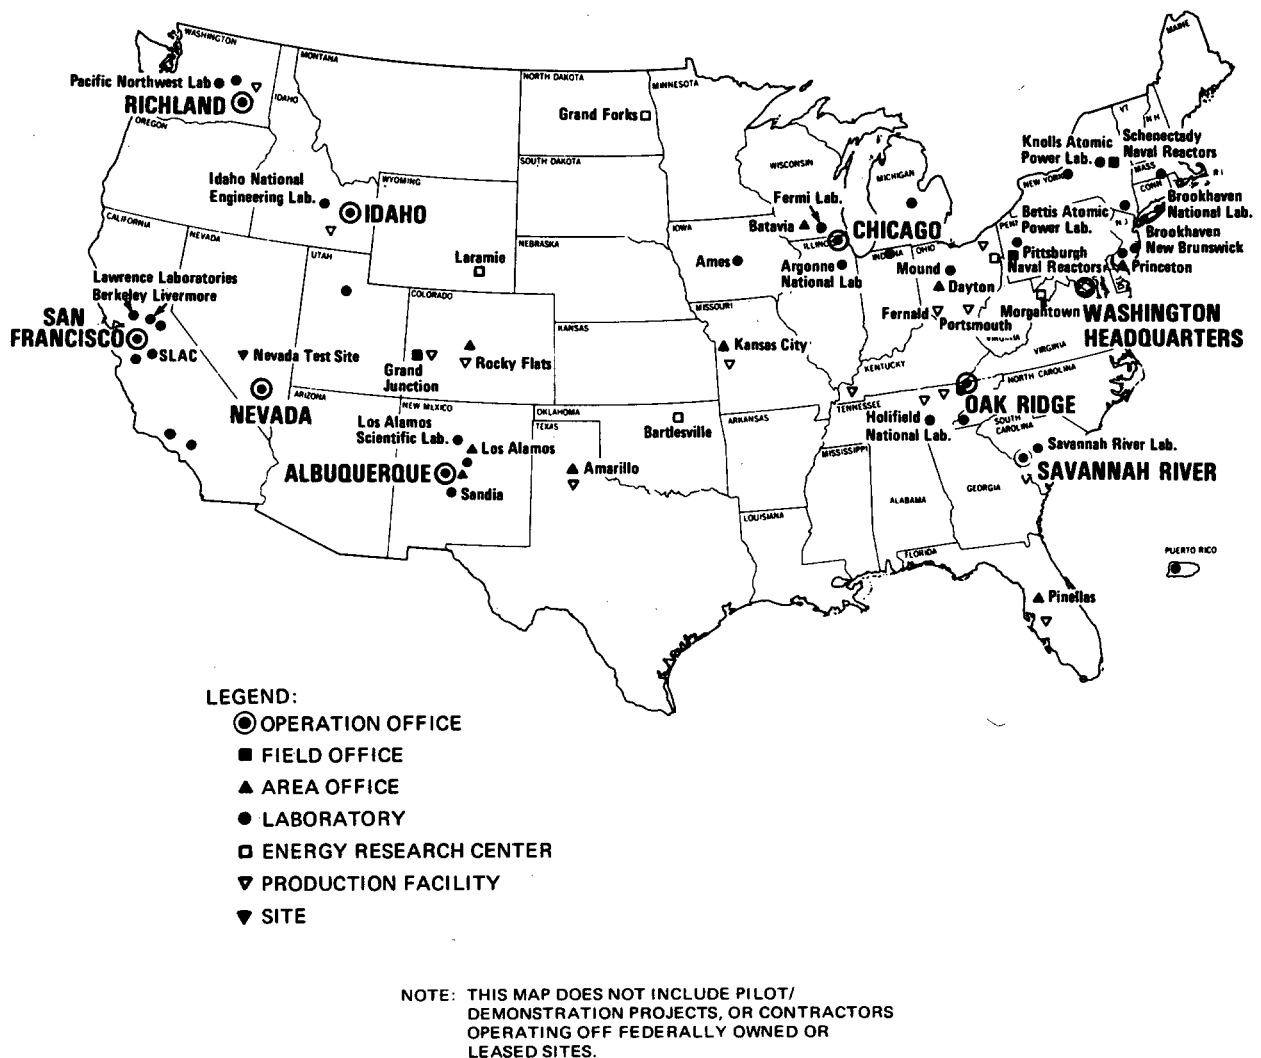 WASHINGTON
MONTANA
NORTH DAKOTA
MINNESOTA
MAINE
Pacific Northwest Lab
RICHLAND
IDAHO
OREGON
Grand Forks
VT
N H
Knolls Atomic
Power Lab.
Schenectady
Naval Reactors
SOUTH DAKOTA
WISCONSIN
MICHIGAN
NEW YORK
MASS
CONN
R I
Idaho National
Engineering Lab.
WYOMING
IDAHO
Fermi Lab.
Batavia
CHICAGO
Bettis Atomic
Power Lab.
Brookhaven
National Lab.
CALIFORNIA
NEVADA
IOWA
N J
Brookhaven
New Brunswick
UTAH
Laramie
NEBRASKA
Ames
Argonne
National Lab
INDIANA
OHIO
Mound
Dayton
Pittsburgh
Naval Reactors
Princeton
Lawrence Laboratories
Berkeley Livermore
COLORADO
MISSOURI
Fernald
Portsmouth
Morgantown
WASHINGTON
HEADQUARTERS
SAN
FRANCISCO
SLAC
Nevada Test Site
KANSAS
Kansas City
KENTUCKY
VIRGINIA
Grand
Junction
Rocky Flats
NORTH CAROLINA
NEVADA
ARIZONA
NEW MEXICO
OKLAHOMA
TEXAS
ARKANSAS
TENNESSEE
OAK RIDGE
Los Alamos
Scientific Lab.
Los Alamos
Bartlesville
Holifield
National Lab.
SOUTH
CAROLINA
Savannah River Lab.
SAVANNAH RIVER
ALBUQUERQUE
Sandia
Amarillo
MISSISSIPPI
ALABAMA
GEORGIA
LOUISIANA
FLORIDA
PUERTO RICO
Pinellas
LEGEND:
OPERATION OFFICE
FIELD OFFICE
AREA OFFICE
LABORATORY
ENERGY RESEARCH CENTER
PRODUCTION FACILITY
SITE
NOTE: THIS MAP DOES NOT INCLUDE PILOT/
DEMONSTRATION PROJECTS, OR CONTRACTORS
OPERATING OFF FEDERALLY OWNED OR
LEASED SITES.